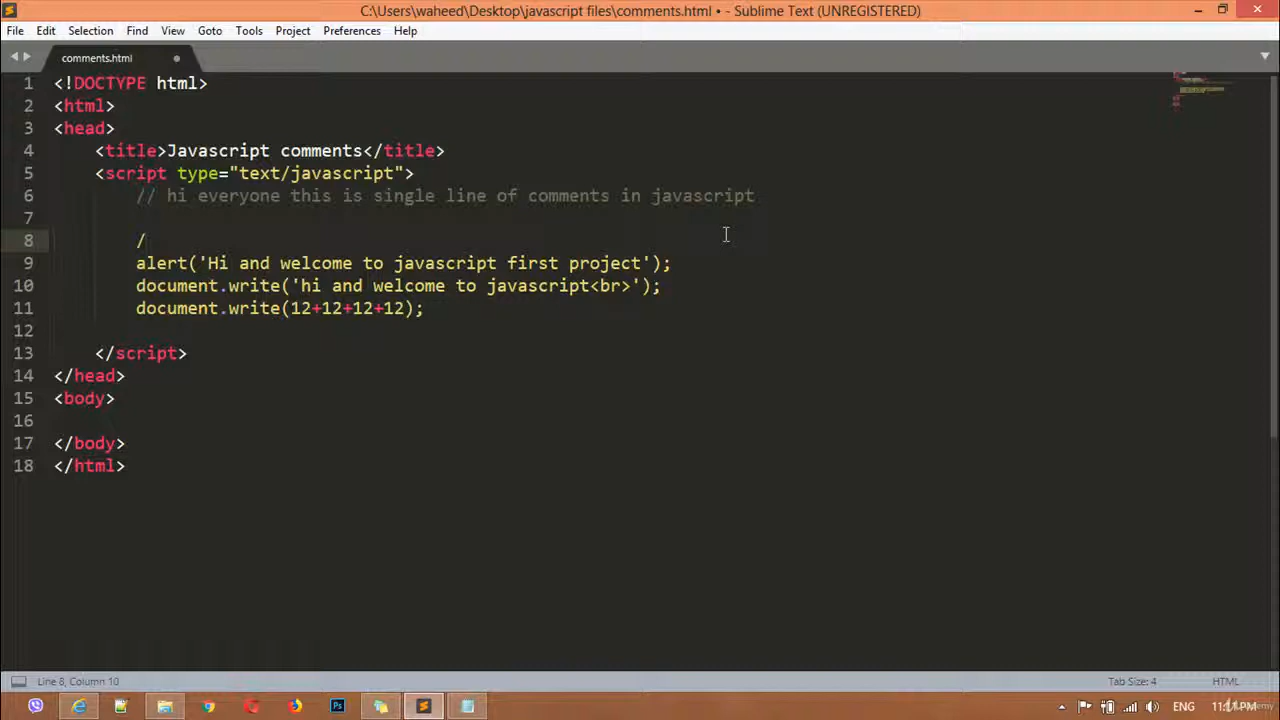 C:\Users\waheed\Desktop\javascript files\comments.html • - Sublime Text (UNREGISTERED)
File Edit Selection Find View Goto Tools Project Preferences Help
comments.html
1 <!DOCTYPE html>
2 <html>
3 <head>
4 <title>Javascript comments</title>
5 <script type="text/javascript">
6 // hi everyone this is single line of comments in javascript
7
8 /
9 alert('Hi and welcome to javascript first project');
10 document.write('hi and welcome to javascript<br>');
11 document.write(12+12+12+12);
12
13 </script>
14 </head>
15 <body>
16
17 </body>
18 </html>
Line 8, Column 10 Tab Size: 4 HTML
Ps ENG